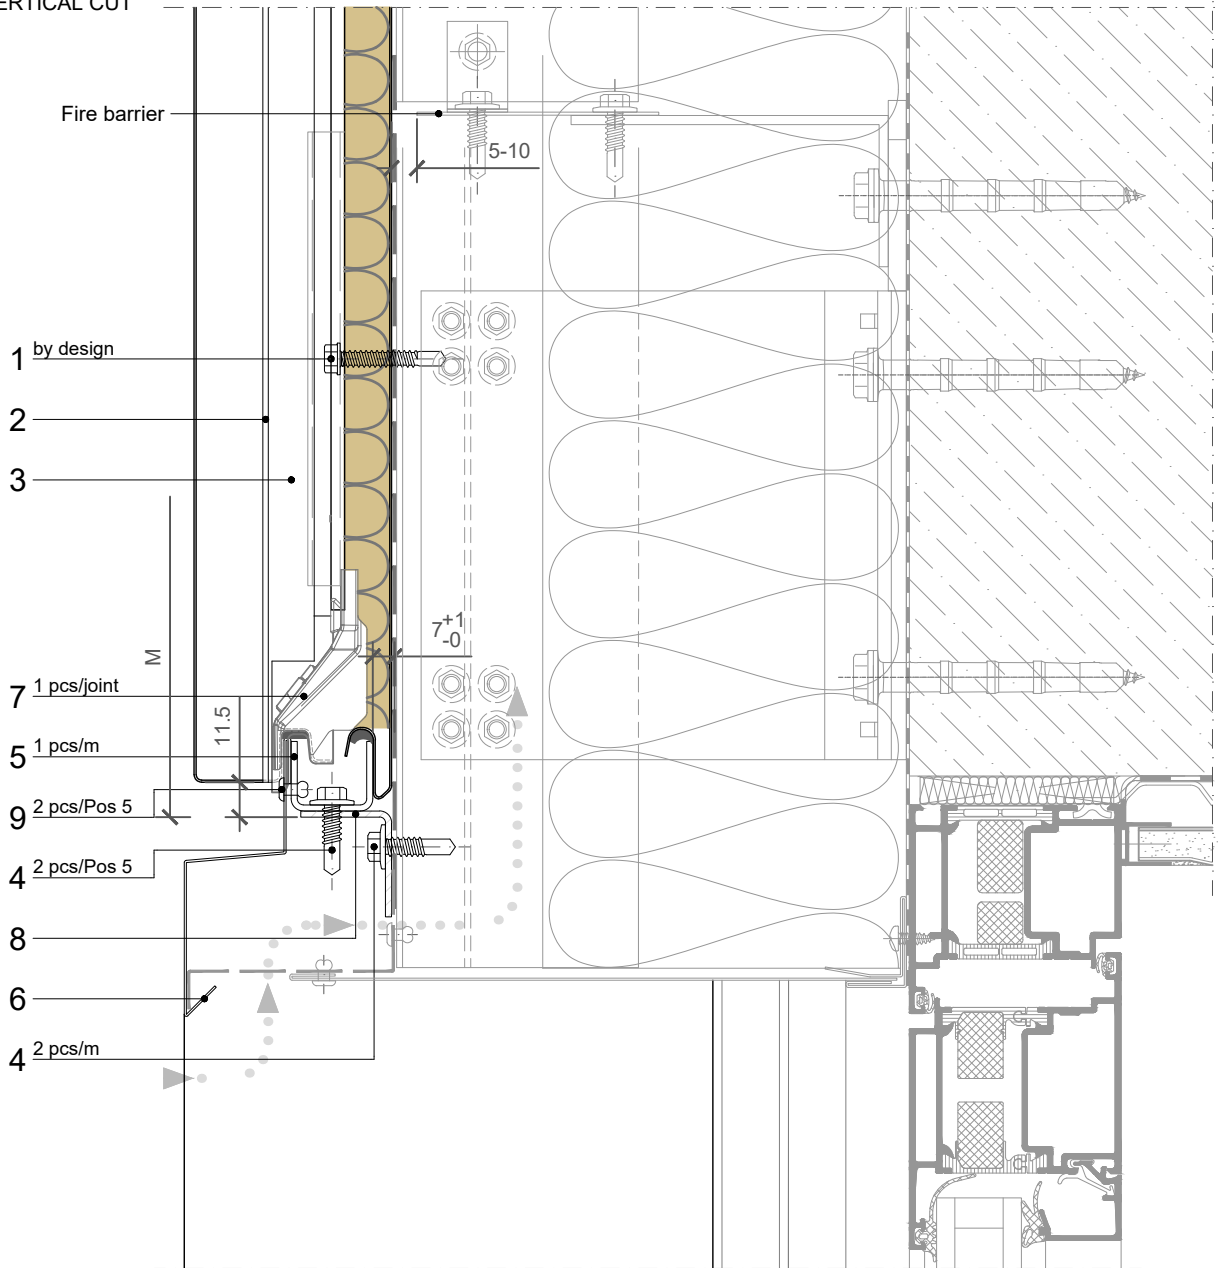 VERTICAL CUT
Fire barrier
5-10
1 by design
2
3
7 +1 -0
M
7 1 pcs/joint
11.5
5 1 pcs/m
9 2 pcs/Pos 5
4 2 pcs/Pos 5
8
6
4 2 pcs/m